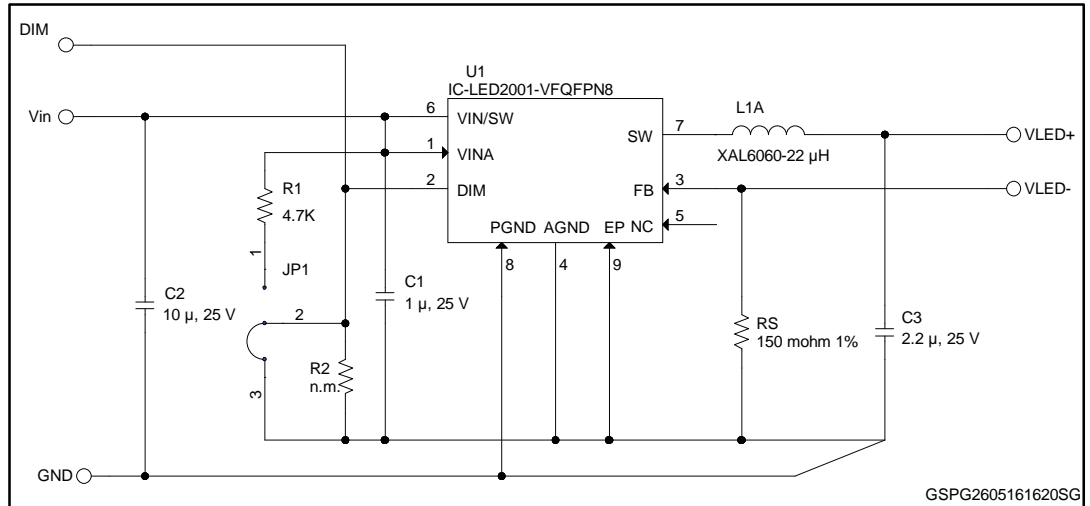 DIM
U1
IC-LED2001-VFQFPN8
Vin
6
VIN/SW
L1A
SW
7
VLED+
XAL6060-22 µH
1
VINA
2
DIM
FB
3
VLED-
R1
4.7K
NC
5
PGND
AGND
EP
8
4
9
1
JP1
C2
10 µ, 25 V
C1
1 µ, 25 V
2
RS
150 mohm 1%
C3
2.2 µ, 25 V
R2
n.m.
3
GND
GSPG2605161620SG